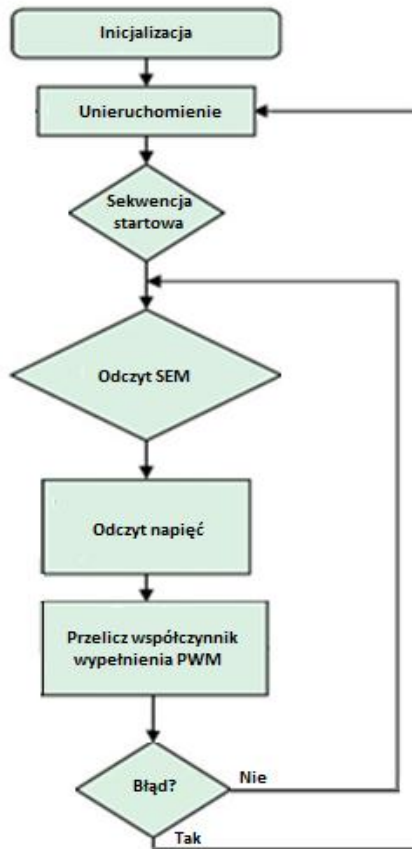 Inicjalizacja
Unieruchomienie
Sekwencja
startowa
Odczyt SEM
Odczyt napięć
Przelicz współczynnik
wypełnienia PWM
Błąd?
Nie
Tak